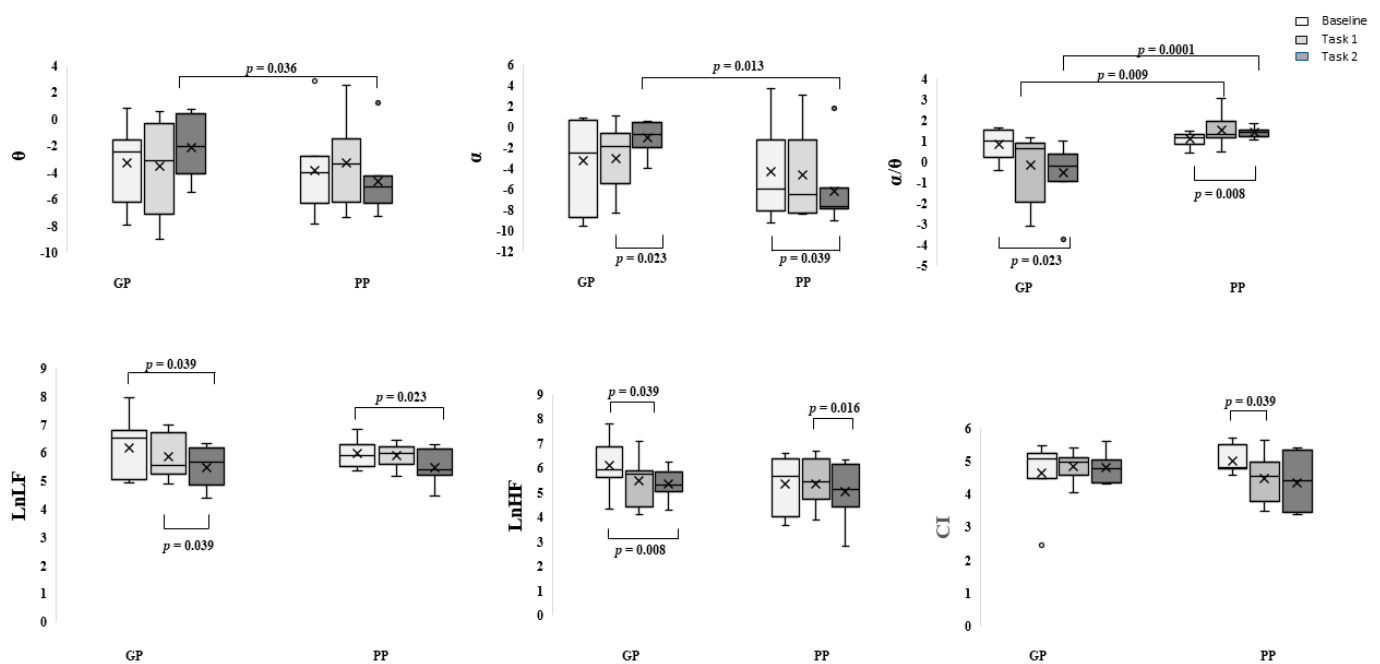 Baseline
Task 1
Task 2
p = 0.036
4
2
0
-2
-4
-6
-8
-10
θ
GP PP
p = 0.013
6
4
2
0
-2
-4
-6
-8
-10
-12
α
p = 0.023
p = 0.039
GP PP
p = 0.0001
p = 0.009
4
3
2
1
0
-1
-2
-3
-4
-5
α/θ
p = 0.008
p = 0.023
GP PP
9
8
7
6
5
4
3
2
1
0
LnLF
p = 0.039
p = 0.023
p = 0.039
GP PP
9
8
7
6
5
4
3
2
1
0
LnHF
p = 0.039
p = 0.016
p = 0.008
GP PP
6
5
4
3
2
1
0
CI
p = 0.039
GP PP